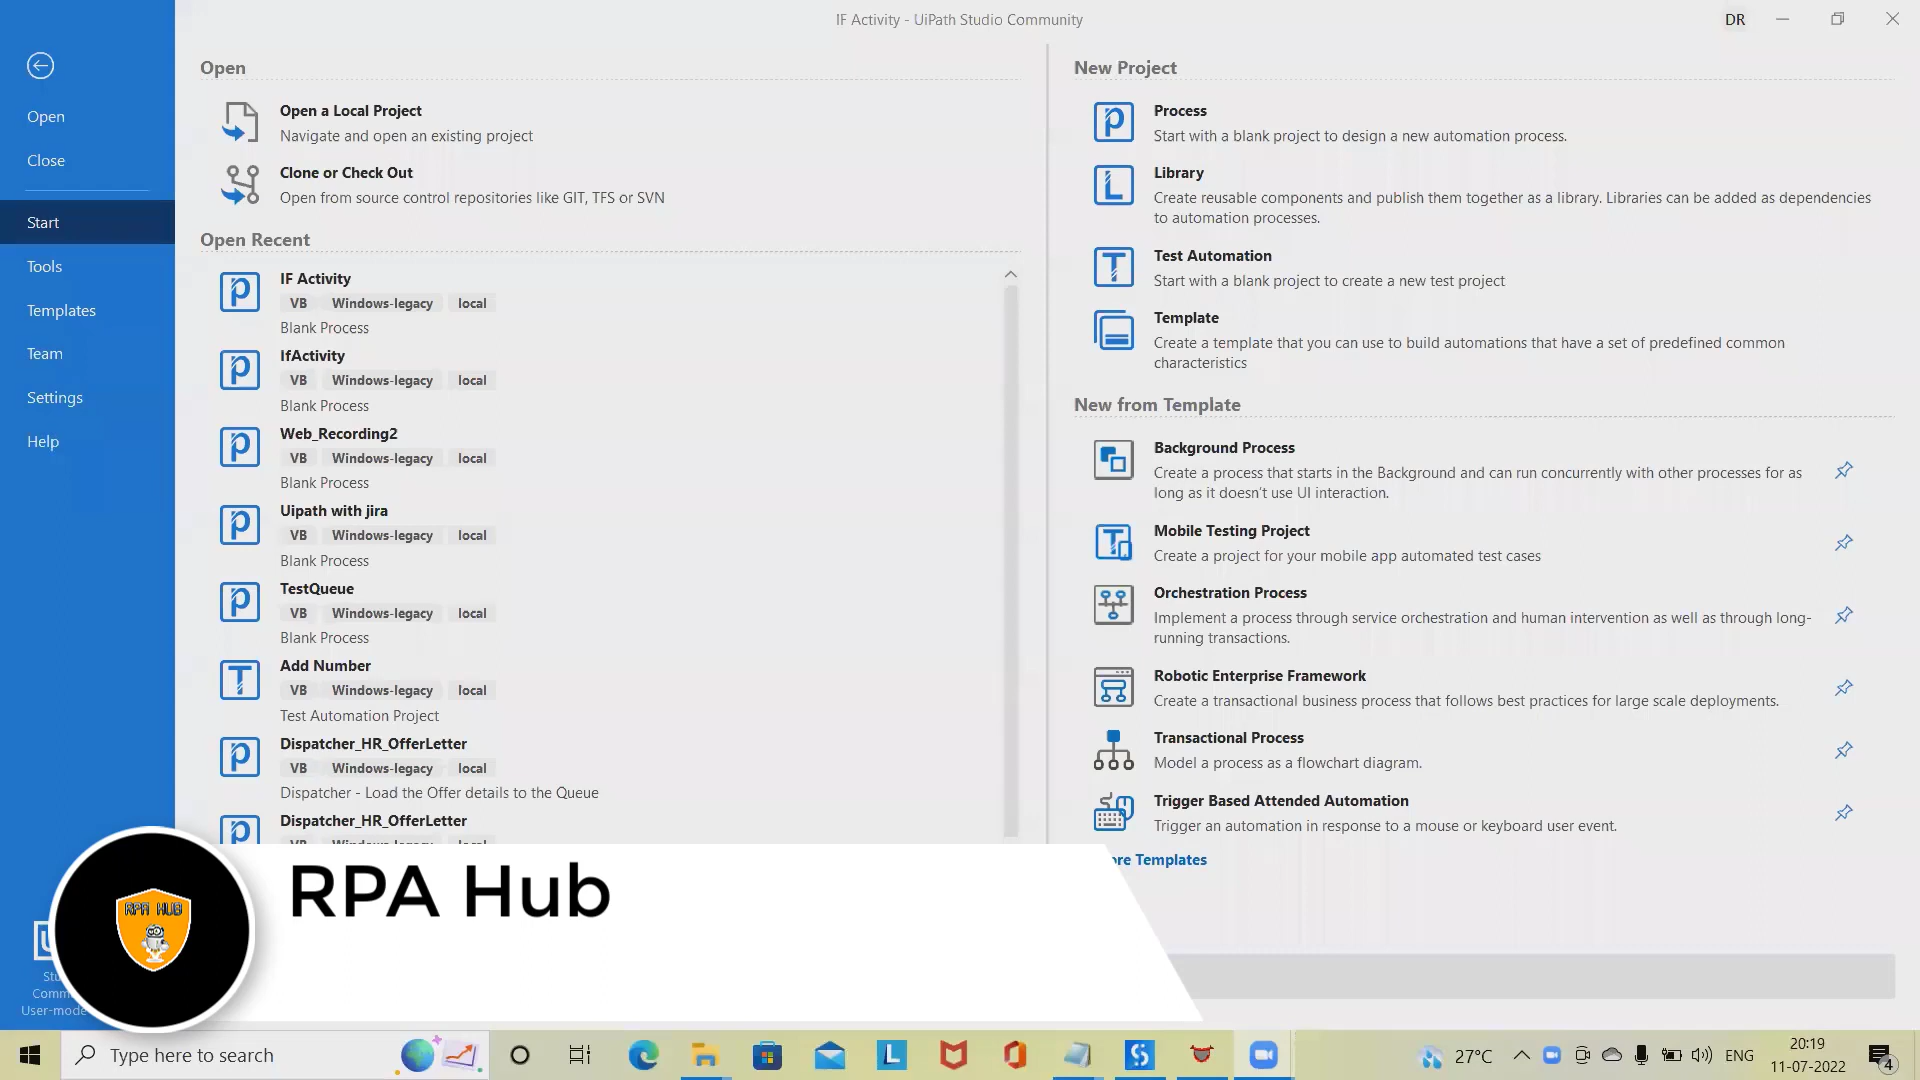 IF Activity - UiPath Studio Community
DR
Open
Close
Start
Tools
Templates
Team
Settings
Help
Open
Open a Local Project
Navigate and open an existing project
Clone or Check Out
Open from source control repositories like GIT, TFS or SVN
Open Recent
IF Activity
VB Windows-legacy local
Blank Process
IfActivity
VB Windows-legacy local
Blank Process
Web_Recording2
VB Windows-legacy local
Blank Process
Uipath with jira
VB Windows-legacy local
Blank Process
TestQueue
VB Windows-legacy local
Blank Process
Add Number
VB Windows-legacy local
Test Automation Project
Dispatcher_HR_OfferLetter
VB Windows-legacy local
Dispatcher - Load the Offer details to the Queue
Dispatcher_HR_OfferLetter
New Project
Process
Start with a blank project to design a new automation process.
Library
Create reusable components and publish them together as a library. Libraries can be added as dependencies
to automation processes.
Test Automation
Start with a blank project to create a new test project
Template
Create a template that you can use to build automations that have a set of predefined common
characteristics
New from Template
Background Process
Create a process that starts in the Background and can run concurrently with other processes for as
long as it doesn't use UI interaction.
Mobile Testing Project
Create a project for your mobile app automated test cases
Orchestration Process
Implement a process through service orchestration and human intervention as well as through long-
running transactions.
Robotic Enterprise Framework
Create a transactional business process that follows best practices for large scale deployments.
Transactional Process
Model a process as a flowchart diagram.
Trigger Based Attended Automation
Trigger an automation in response to a mouse or keyboard user event.
ore Templates
RPA Hub
RPA HUB
User-mode
Type here to search
27°C
ENG
20:19
11-07-2022
4